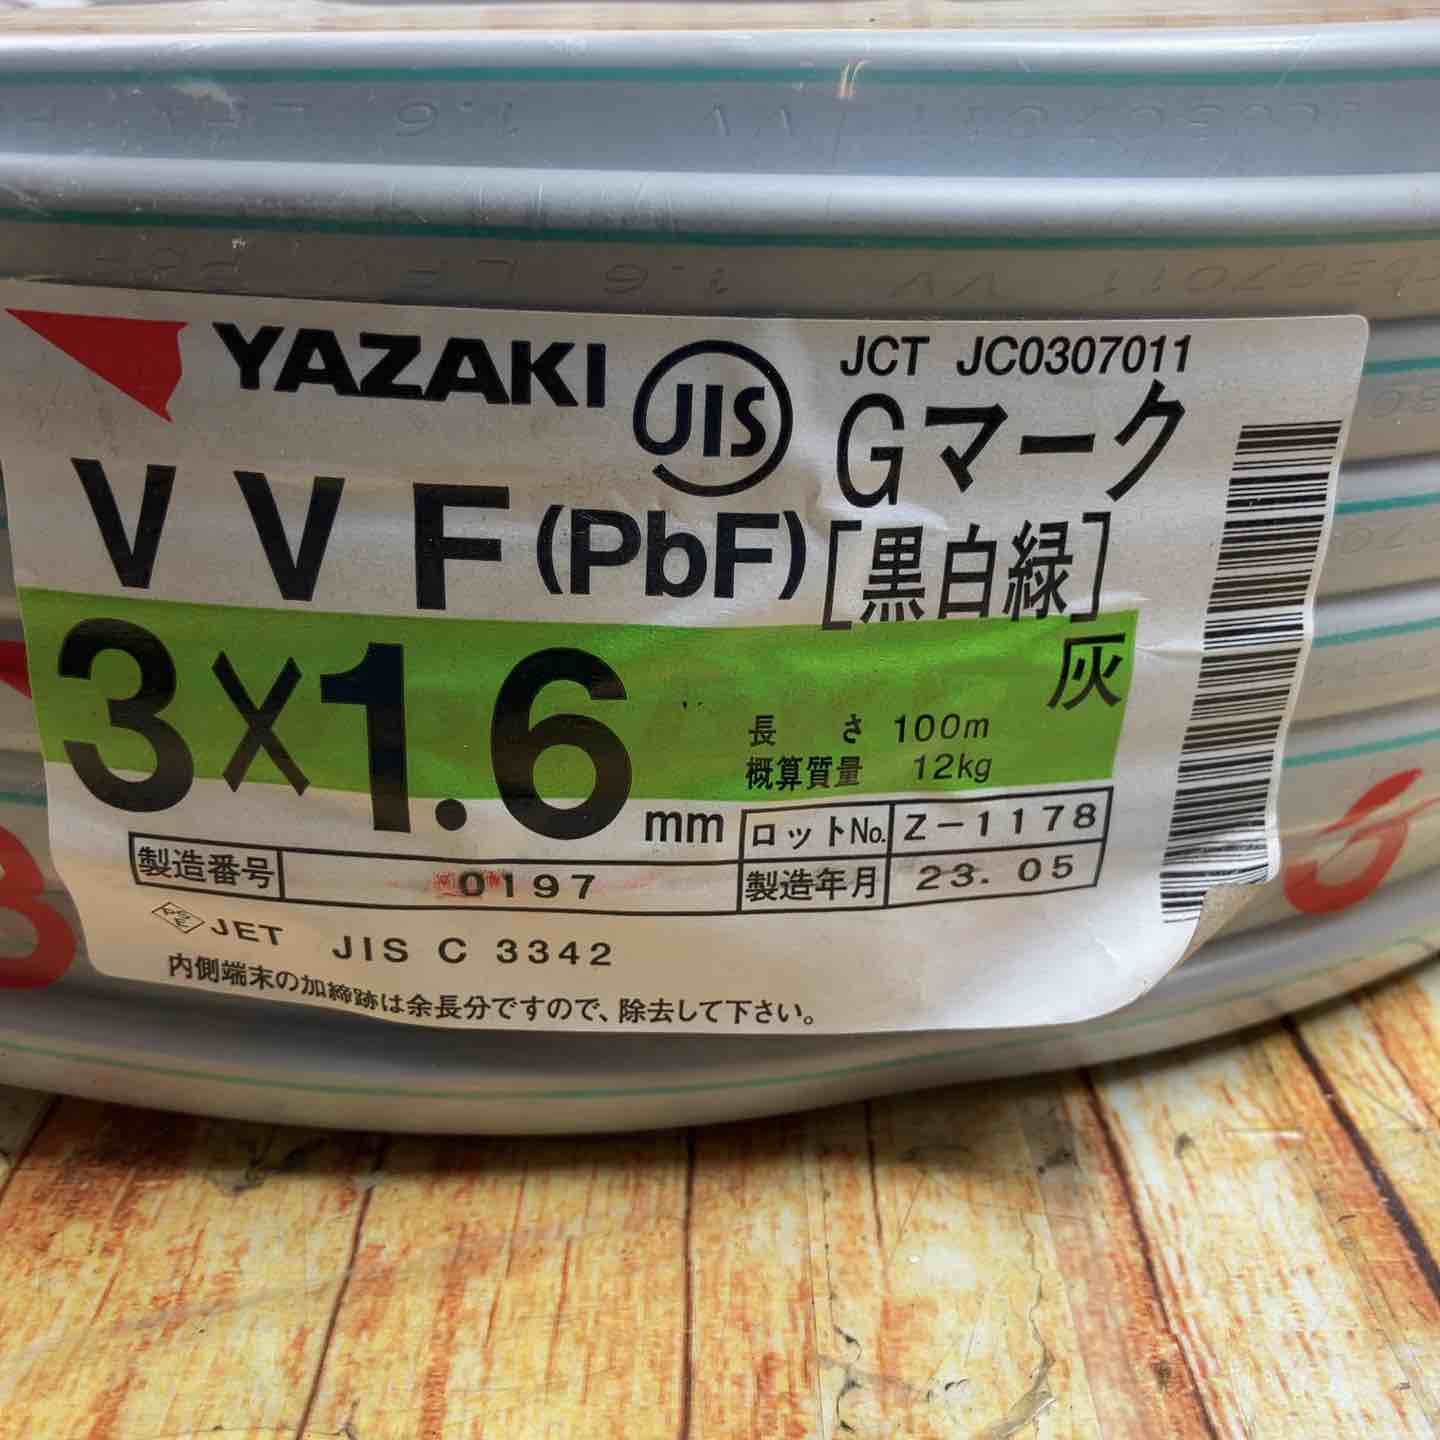 YAZAKI
JIS
JCT JC0307011
Gマーク
VVF(PbF)[黒白緑]
灰
3×1.6mm
長さ 100m
概算質量 12kg
ロットNo. Z-1178
製造番号 0197
製造年月 23.05
PSE JET JIS C 3342
内側端末の加締跡は余長分ですので、除去して下さい。